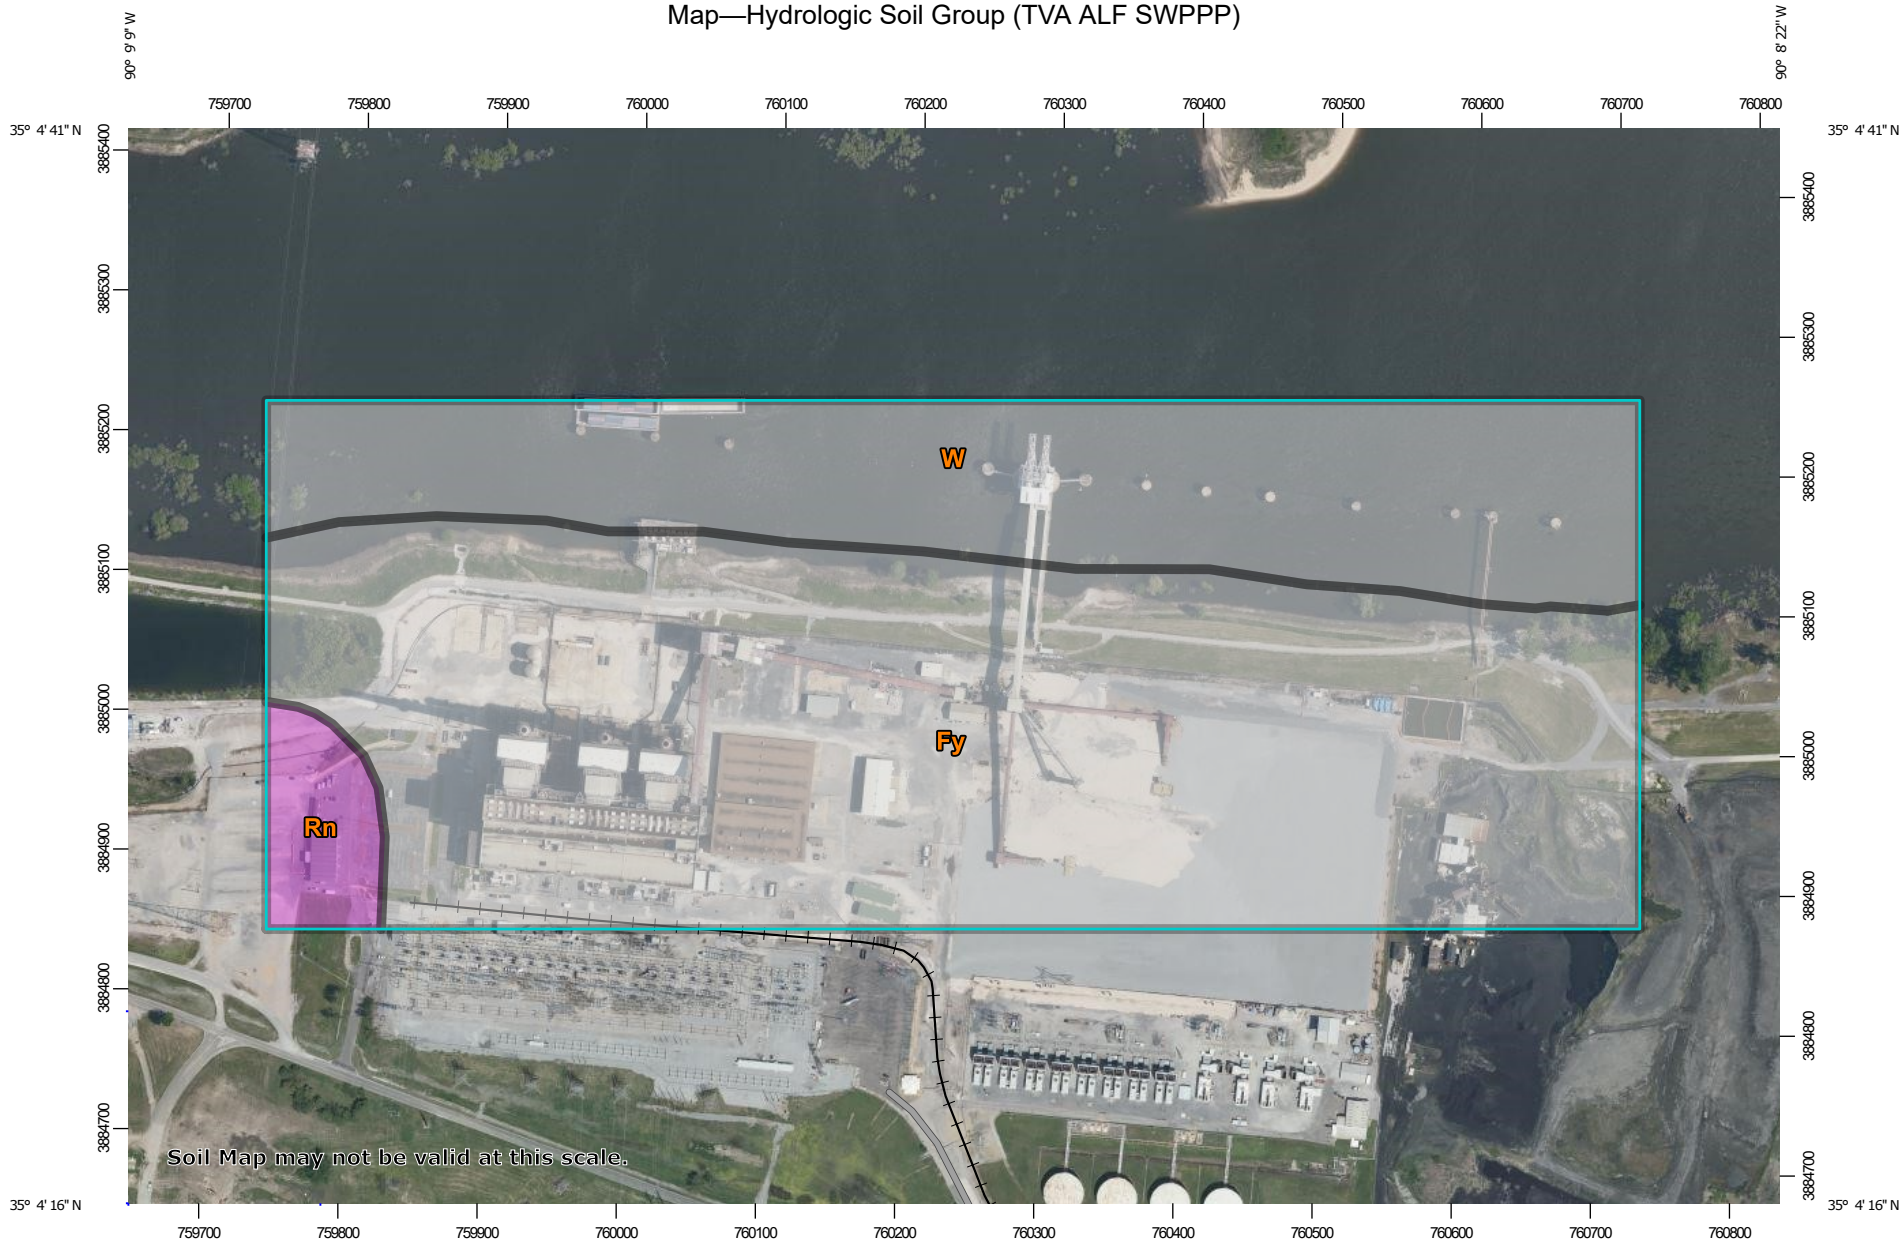 Map—Hydrologic Soil Group (TVA ALF SWPPP)
90° 9' 9'' W
90° 8' 22'' W
759700 759800 759900 760000 760100 760200 760300 760400 760500 760600 760700 760800
35° 4' 41'' N
35° 4' 41'' N
3885400
3885400
3885300
3885300
3885200
3885200
3885100
3885100
3885000
3885000
3884900
3884900
3884800
3884800
3884700
3884700
W
Fy
Rn
Soil Map may not be valid at this scale.
35° 4' 16'' N
35° 4' 16'' N
759700 759800 759900 760000 760100 760200 760300 760400 760500 760600 760700 760800